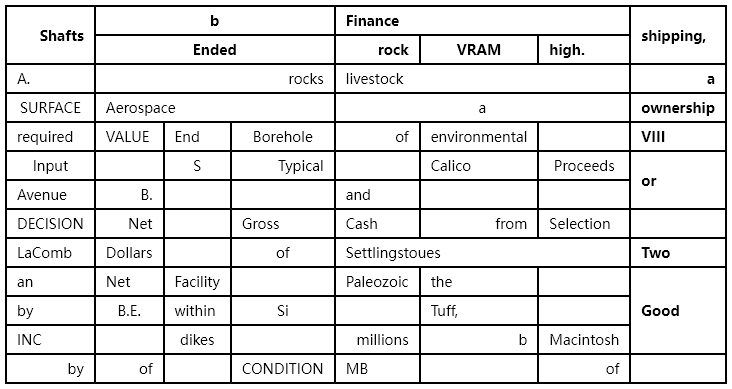 Shafts b Finance shipping,
Ended rock VRAM high.
A. rocks livestock a
SURFACE Aerospace a ownership
required VALUE End Borehole of environmental VIII
Input S Typical Calico Proceeds or
Avenue B. and
DECISION Net Gross Cash from Selection
LaComb Dollars of Settlingstoues Two
an Net Facility Paleozoic the
by B.E. within Si Tuff, Good
INC dikes millions b Macintosh
by of CONDITION MB of